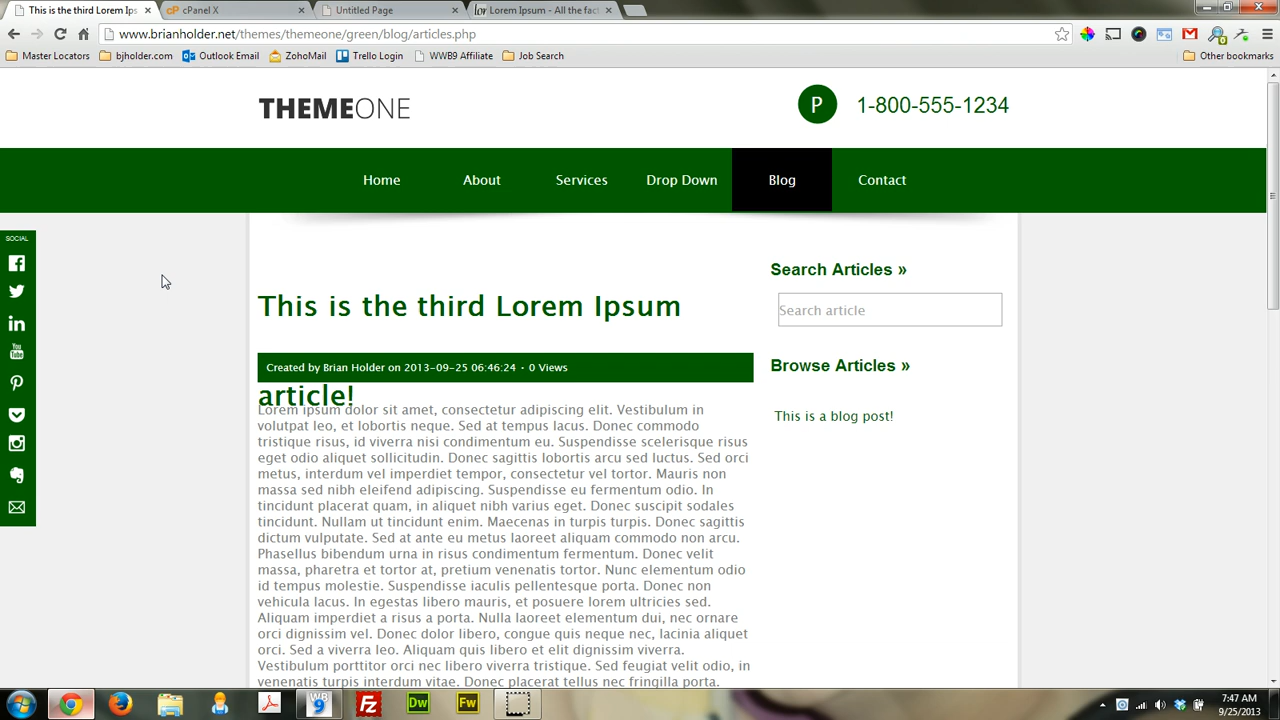 This is the third Lorem Ips
cPanel X
Untitled Page
Lorem Ipsum - All the fact
www.brianholder.net/themes/themeone/green/blog/articles.php
Master Locators
bjholder.com
Outlook Email
ZohoMail
Trello Login
WWB9 Affiliate
Job Search
Other bookmarks
THEMEONE
P
1-800-555-1234
Home
About
Services
Drop Down
Blog
Contact
SOCIAL
You
Tube
This is the third Lorem Ipsum
Created by Brian Holder on 2013-09-25 06:46:24 · 0 Views
article!
Lorem ipsum dolor sit amet, consectetur adipiscing elit. Vestibulum in
volutpat leo, et lobortis neque. Sed at tempus lacus. Donec commodo
tristique risus, id viverra nisi condimentum eu. Suspendisse scelerisque risus
eget odio aliquet sollicitudin. Donec sagittis lobortis arcu sed luctus. Sed orci
metus, interdum vel imperdiet tempor, consectetur vel tortor. Mauris non
massa sed nibh eleifend adipiscing. Suspendisse eu fermentum odio. In
tincidunt placerat quam, in aliquet nibh varius eget. Donec suscipit sodales
tincidunt. Nullam ut tincidunt enim. Maecenas in turpis turpis. Donec sagittis
dictum vulputate. Sed at ante eu metus laoreet aliquam commodo non arcu.
Phasellus bibendum urna in risus condimentum fermentum. Donec velit
massa, pharetra et tortor at, pretium venenatis tortor. Nunc elementum odio
id tempus molestie. Suspendisse iaculis pellentesque porta. Donec non
vehicula lacus. In egestas libero mauris, et posuere lorem ultricies sed.
Aliquam imperdiet a risus a porta. Nulla laoreet elementum dui, nec ornare
orci dignissim vel. Donec dolor libero, congue quis neque nec, lacinia aliquet
orci. Sed a viverra leo. Aliquam quis libero et elit dignissim viverra.
Vestibulum porttitor orci nec libero viverra tristique. Sed feugiat velit odio, in
venenatis turpis interdum vitae. Donec placerat tellus nec fringilla porta.
Search Articles »
Search article
Browse Articles »
This is a blog post!
WB
9
Fz
Dw
Fw
7:47 AM
9/25/2013